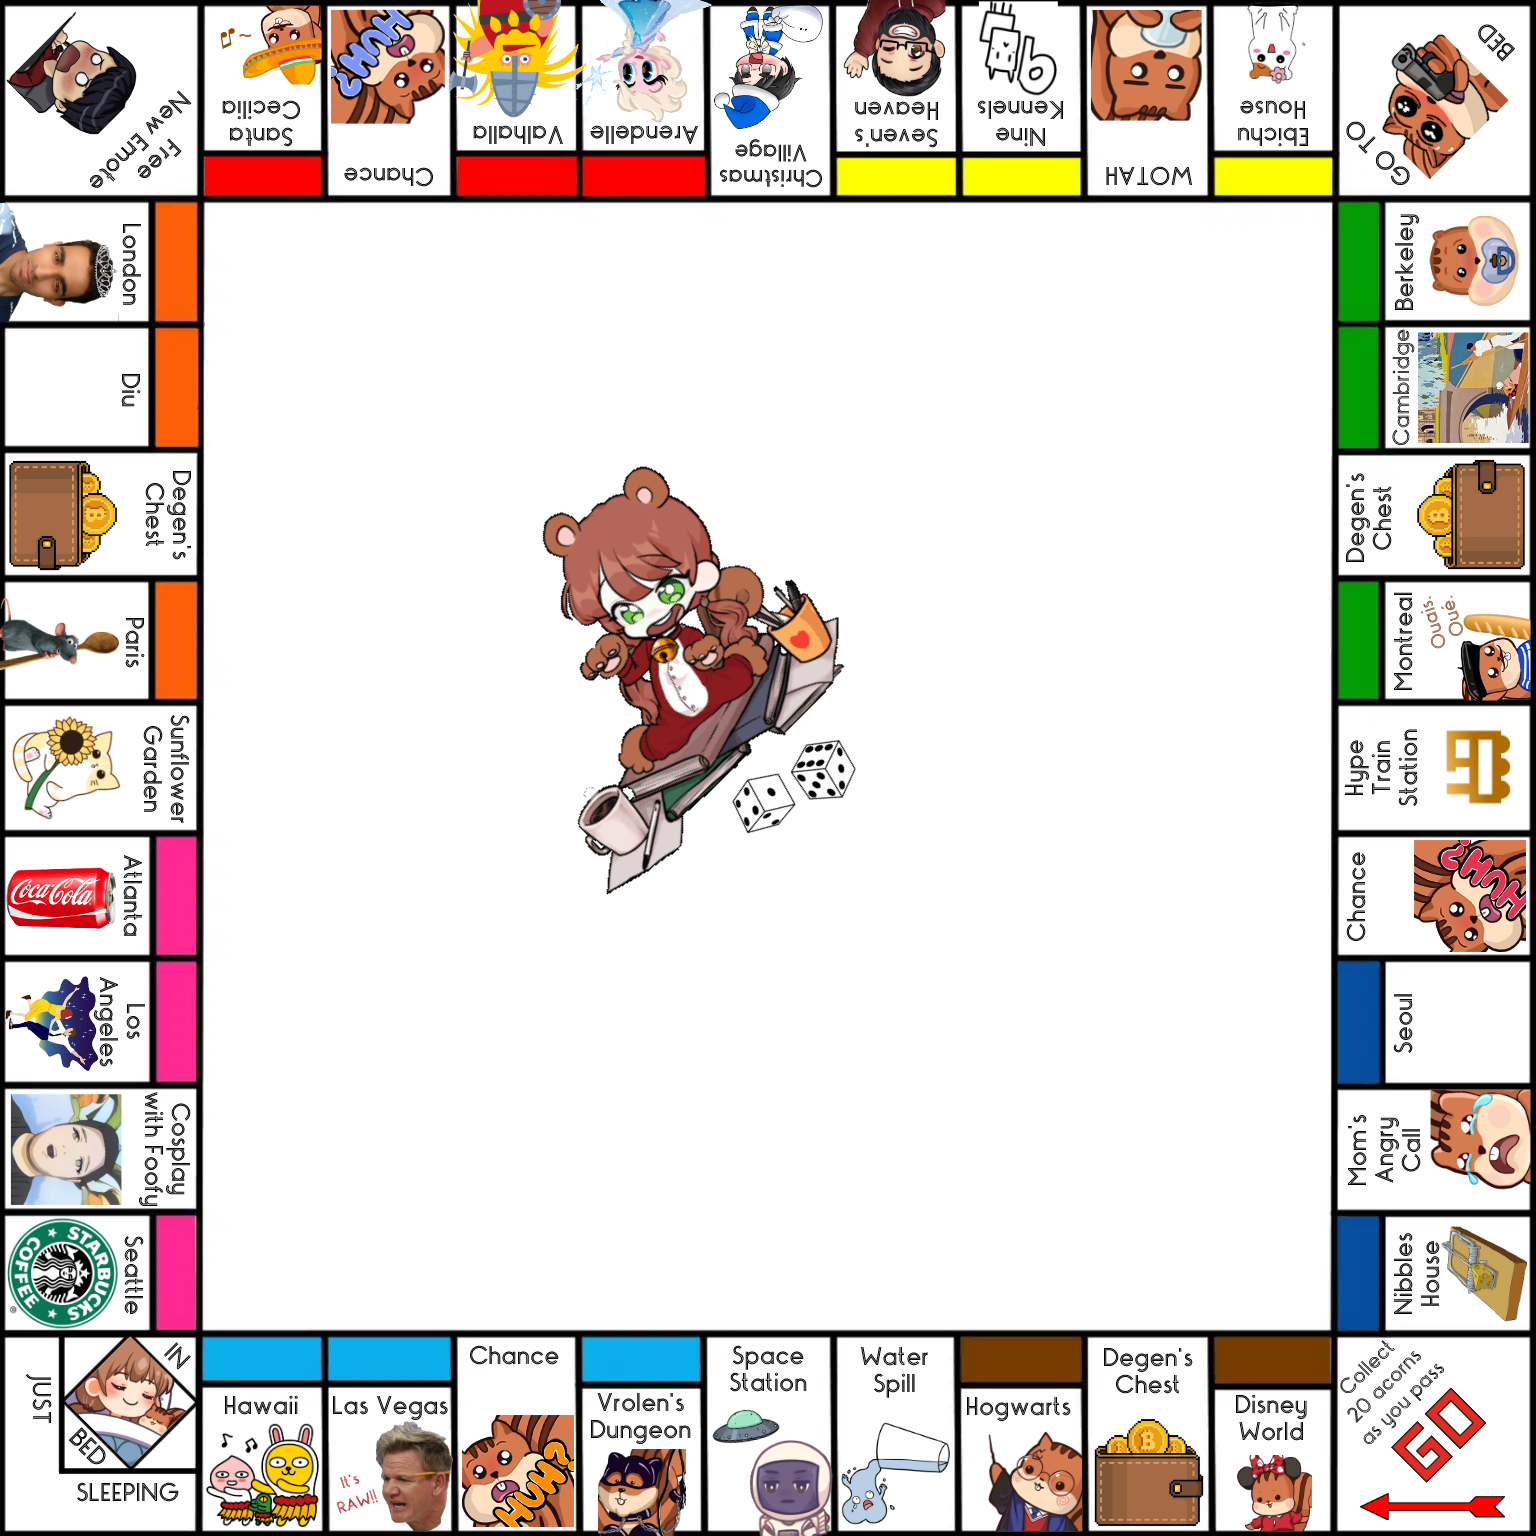 Free
New Emote
Santa
Cecilia
HUH?
Chance
Valhalla
Arendelle
Christmas
Village
Seven's
Heaven
Nine
Kennels
WOTAH
Ebichu
House
GO TO
BED
London
Diu
Degen's
Chest
B
Paris
Sunflower
Garden
Atlanta
Coca-Cola
Los
Angeles
Cosplay
with Foofy
Seattle
STARBUCKS
COFFEE
®
Berkeley
D
Cambridge
Degen's
Chest
B
Montreal
Ouais.
Oué.
Hype
Train
Station
Chance
HUH?
Seoul
Mom's
Angry
Call
Nibbles
House
JUST
IN
BED
SLEEPING
Hawaii
Las Vegas
It's
RAW!!
Chance
HUH?
Vrolen's
Dungeon
Space
Station
Water
Spill
Hogwarts
Degen's
Chest
B
Disney
World
Collect
20 acorns
as you pass
GO